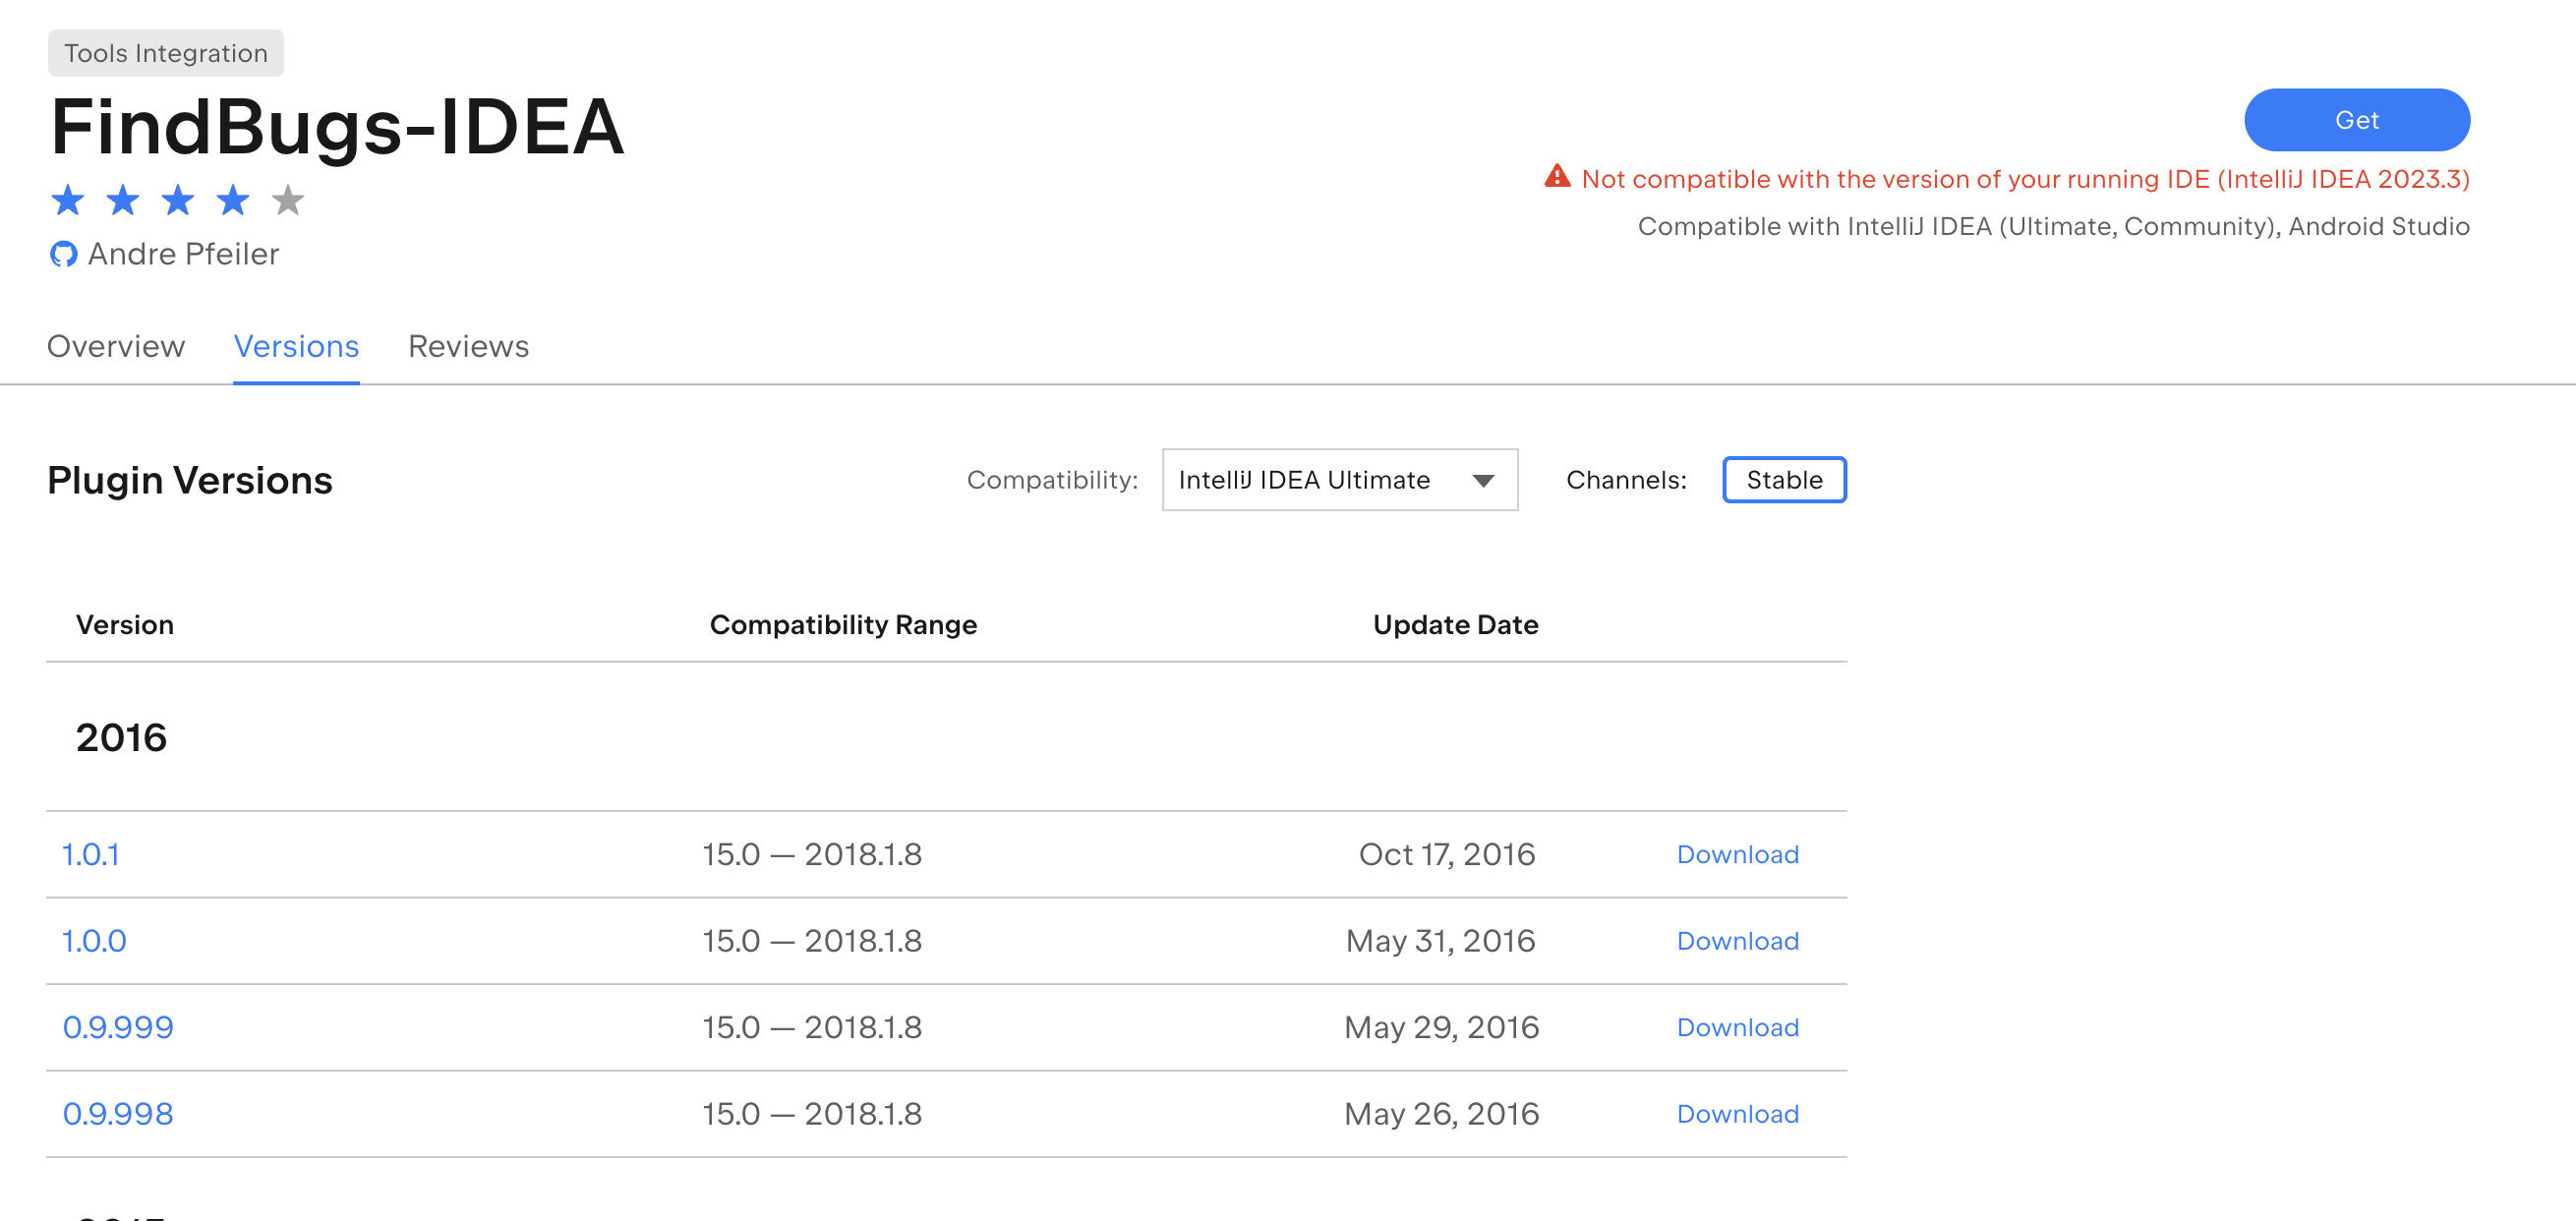 Tools Integration
FindBugs-IDEA
Get
Not compatible with the version of your running IDE (IntelliJ IDEA 2023.3)
Compatible with IntelliJ IDEA (Ultimate, Community), Android Studio
Andre Pfeiler
Overview Versions Reviews
Plugin Versions Compatibility: IntelliJ IDEA Ultimate Channels: Stable
Version Compatibility Range Update Date
2016
1.0.1 15.0 — 2018.1.8 Oct 17, 2016 Download
1.0.0 15.0 — 2018.1.8 May 31, 2016 Download
0.9.999 15.0 — 2018.1.8 May 29, 2016 Download
0.9.998 15.0 — 2018.1.8 May 26, 2016 Download